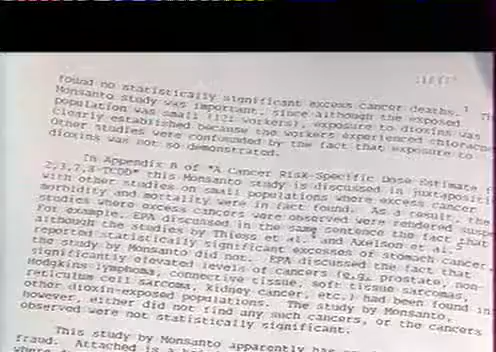 found no statistically significant excess cancer deaths.¹
Monsanto study was important, since although the exposed
population was small (121 workers), exposure to dioxins was
clearly established because the workers experienced chloracne
Other studies were confounded by the fact that exposure to
dioxins was not so demonstrated.
In Appendix B of "A Cancer Risk-Specific Dose Estimate
2,3,7,8-TCDD" this Monsanto study is discussed in juxtapositi
with other studies on small populations where excess cancer
morbidity and mortality were in fact found. As a result, the
studies where excess cancers were observed were rendered suspe
For example, EPA discussed in the same sentence the fact that
although the studies by Thiess et al. and Axelson et al.
reported statistically significant excesses of stomach cancer,
the study by Monsanto did not. EPA discussed the fact that
significantly elevated levels of cancers (e.g. prostate, non-
Hodgkins lymphoma, connective tissue, soft tissue sarcomas,
reticulum cell sarcoma, kidney cancer, etc.) had been found in
other dioxin-exposed populations. The study by Monsanto,
however, either did not find any such cancers, or the cancers
observed were not statistically significant.
This study by Monsanto apparently has
fraud. Attached is a